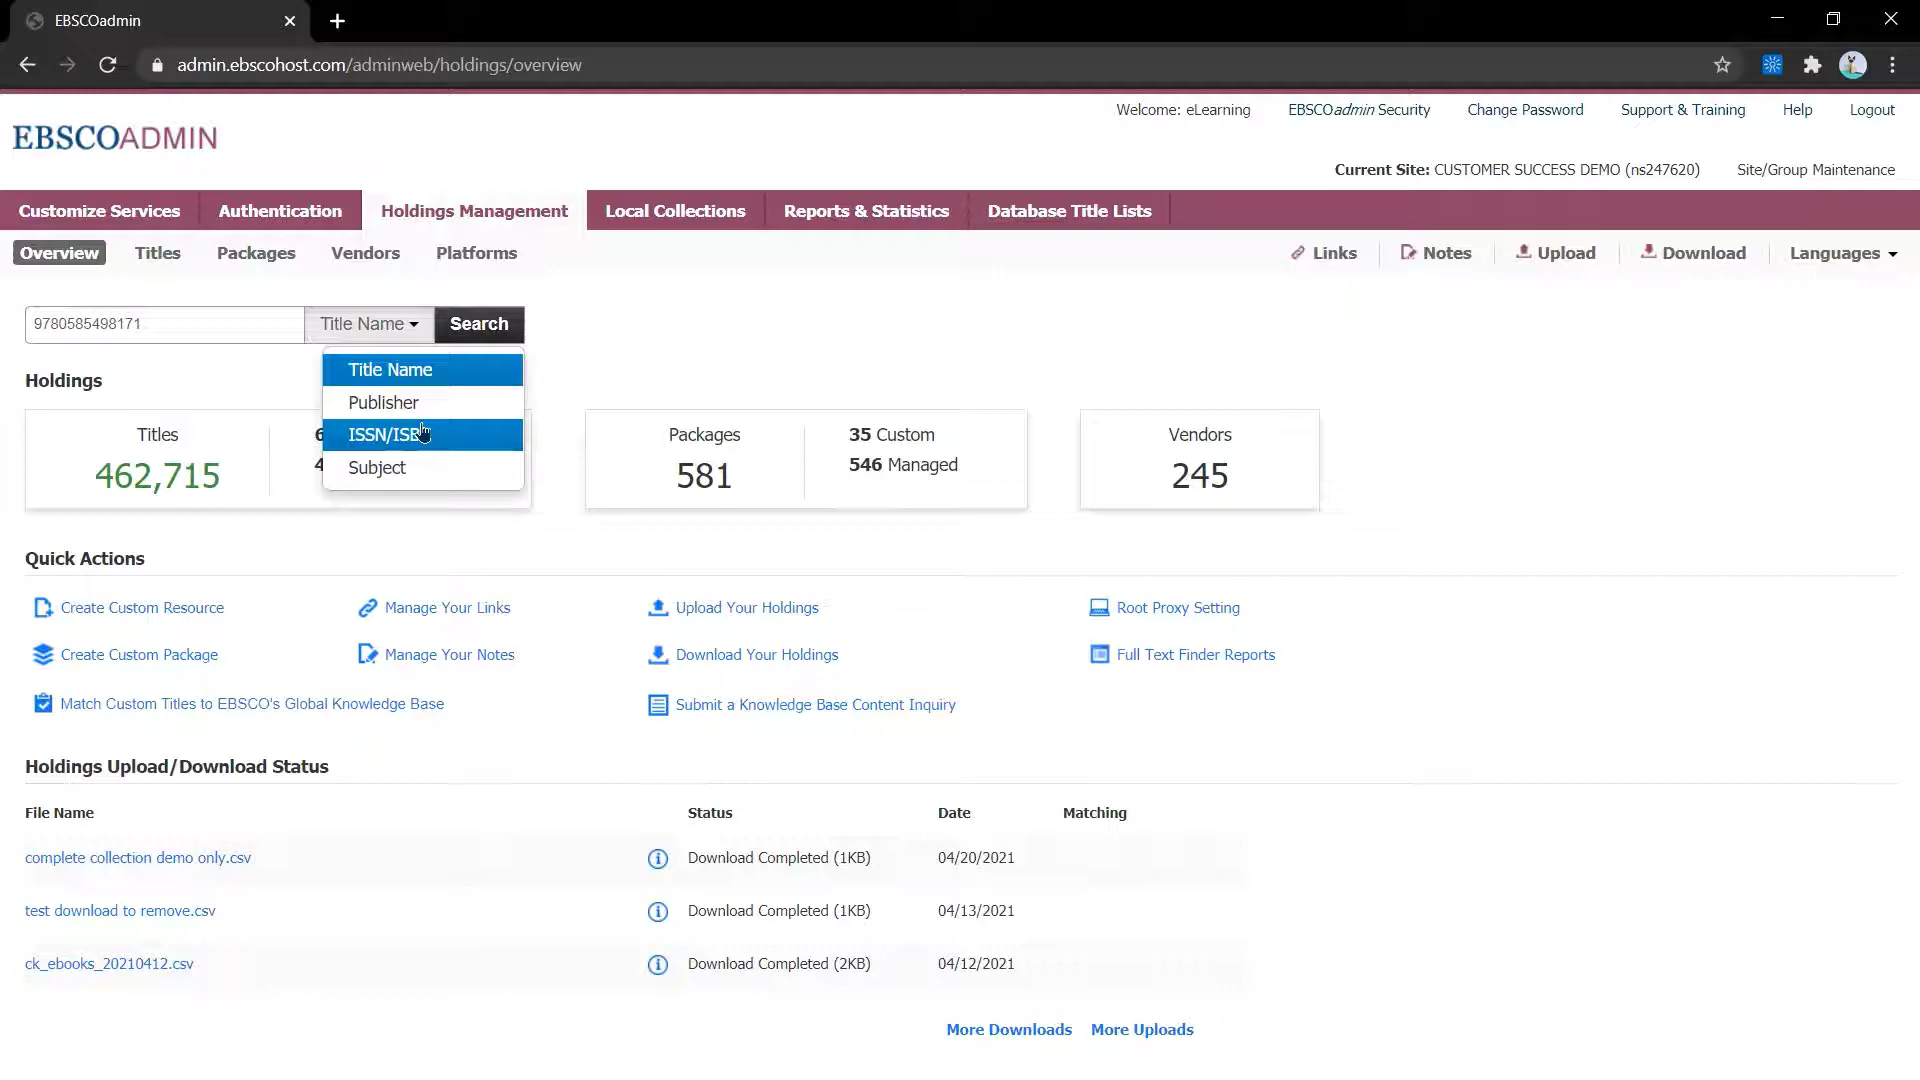 EBSCOadmin
admin.ebscohost.com/adminweb/holdings/overview
Welcome: eLearning EBSCOadmin Security Change Password Support & Training Help Logout
EBSCOADMIN
Current Site: CUSTOMER SUCCESS DEMO (ns247620) Site/Group Maintenance
Customize Services Authentication Holdings Management Local Collections Reports & Statistics Database Title Lists
Overview Titles Packages Vendors Platforms Links Notes Upload Download Languages
9780585498171 Title Name Search
Title Name
Holdings
Publisher
Titles ISSN/ISB Packages 35 Custom Vendors
462,715 Subject 581 546 Managed 245
Quick Actions
Create Custom Resource Manage Your Links Upload Your Holdings Root Proxy Setting
Create Custom Package Manage Your Notes Download Your Holdings Full Text Finder Reports
Match Custom Titles to EBSCO's Global Knowledge Base Submit a Knowledge Base Content Inquiry
Holdings Upload/Download Status
File Name Status Date Matching
complete collection demo only.csv Download Completed (1KB) 04/20/2021
test download to remove.csv Download Completed (1KB) 04/13/2021
ck_ebooks_20210412.csv Download Completed (2KB) 04/12/2021
More Downloads More Uploads